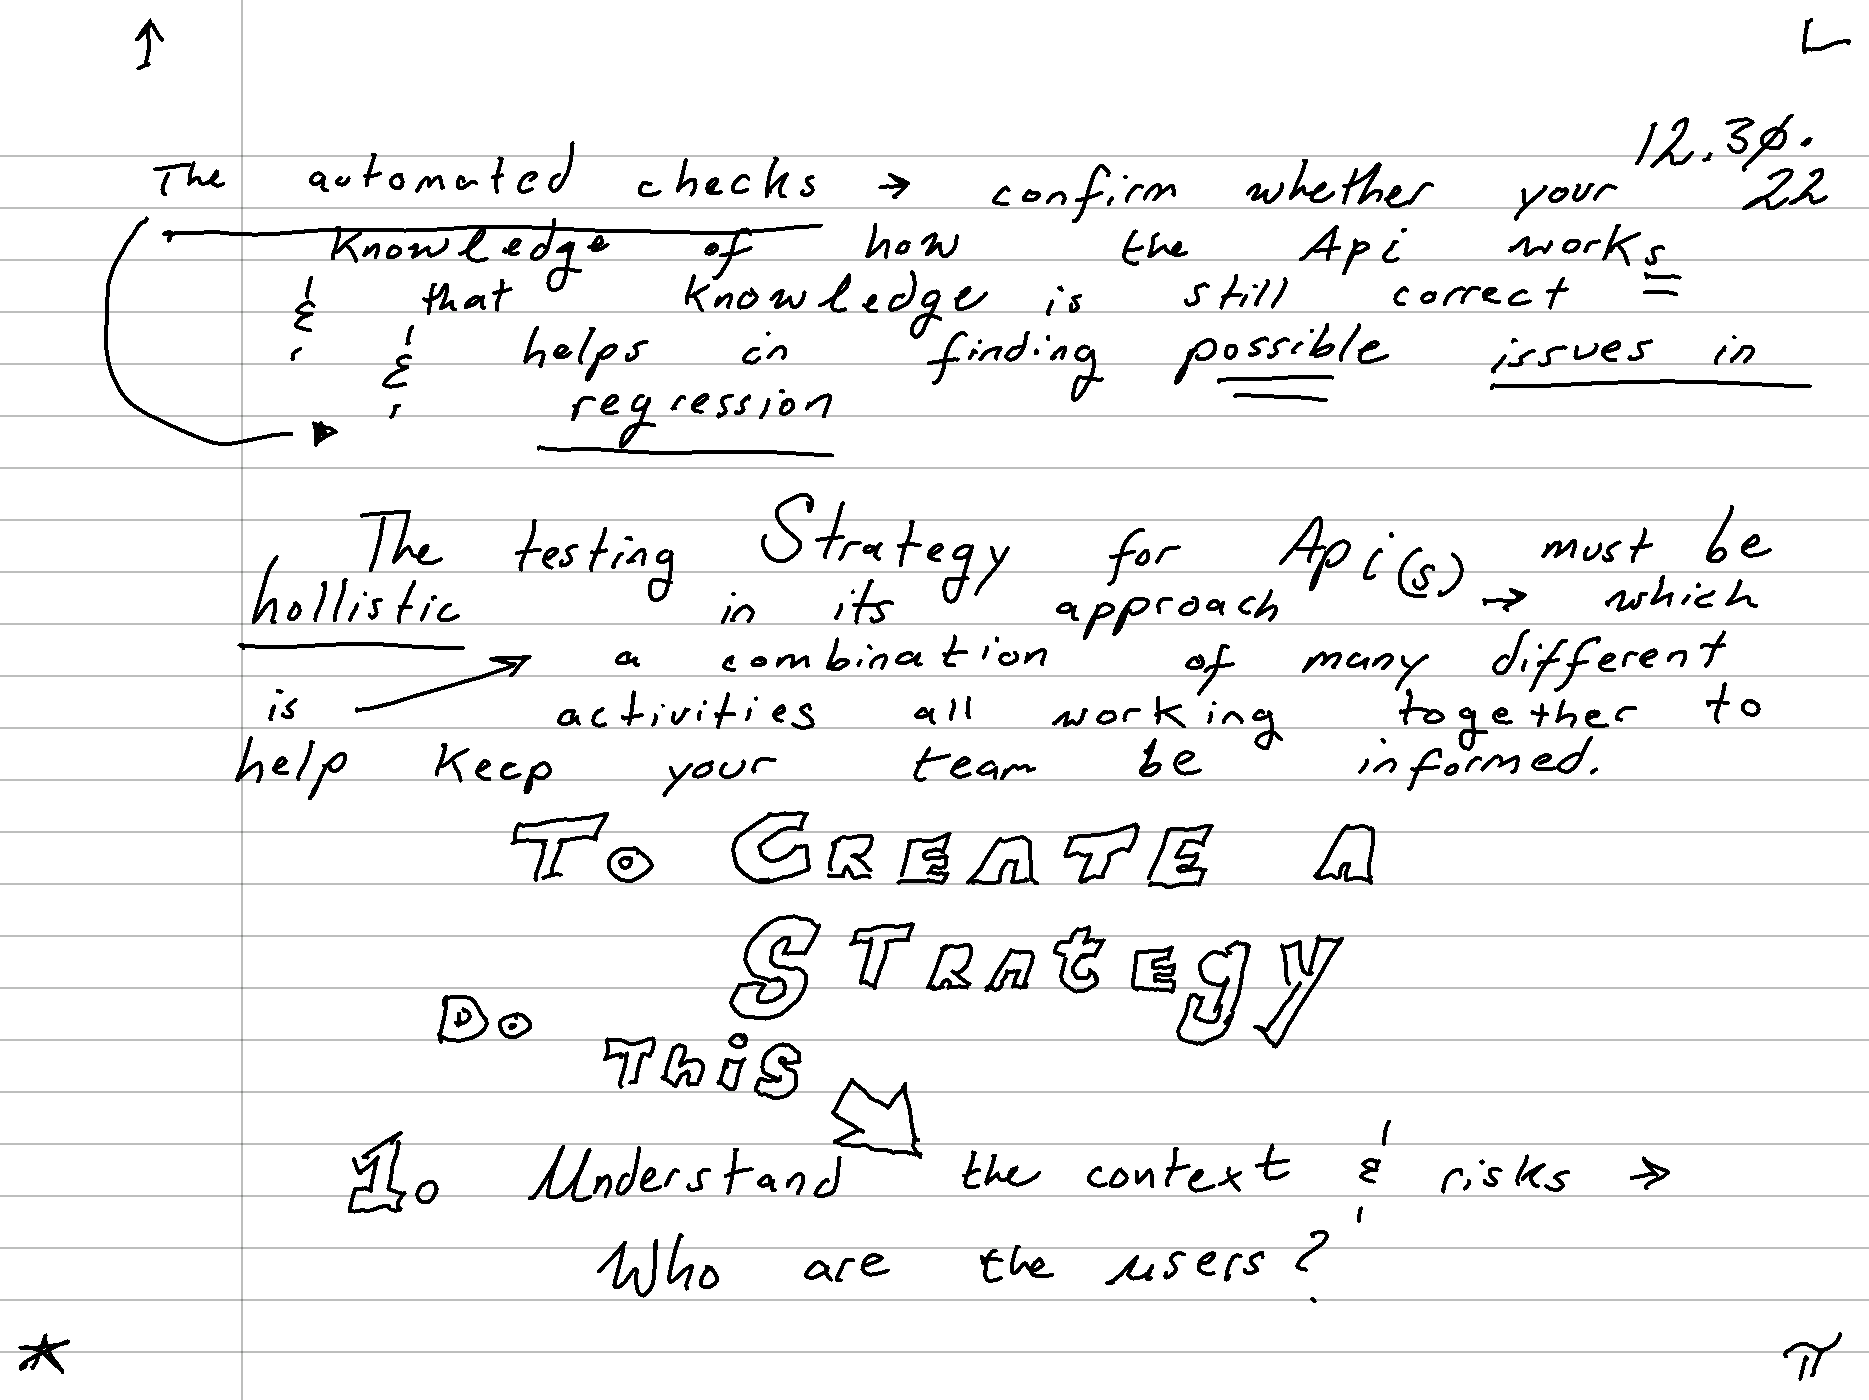 ↑
12.30.
The automated checks → confirm whether your 22
knowledge of how the Api works
& that knowledge is still correct
& helps in finding possible issues in
regression
The testing Strategy for Api(s) must be
hollistic in its approach → which
is → a combination of many different
activities all working together to
help keep your team be informed.
To CREATE A
STRATEGY
Do
This
1. Understand the context & risks →
Who are the users?
π